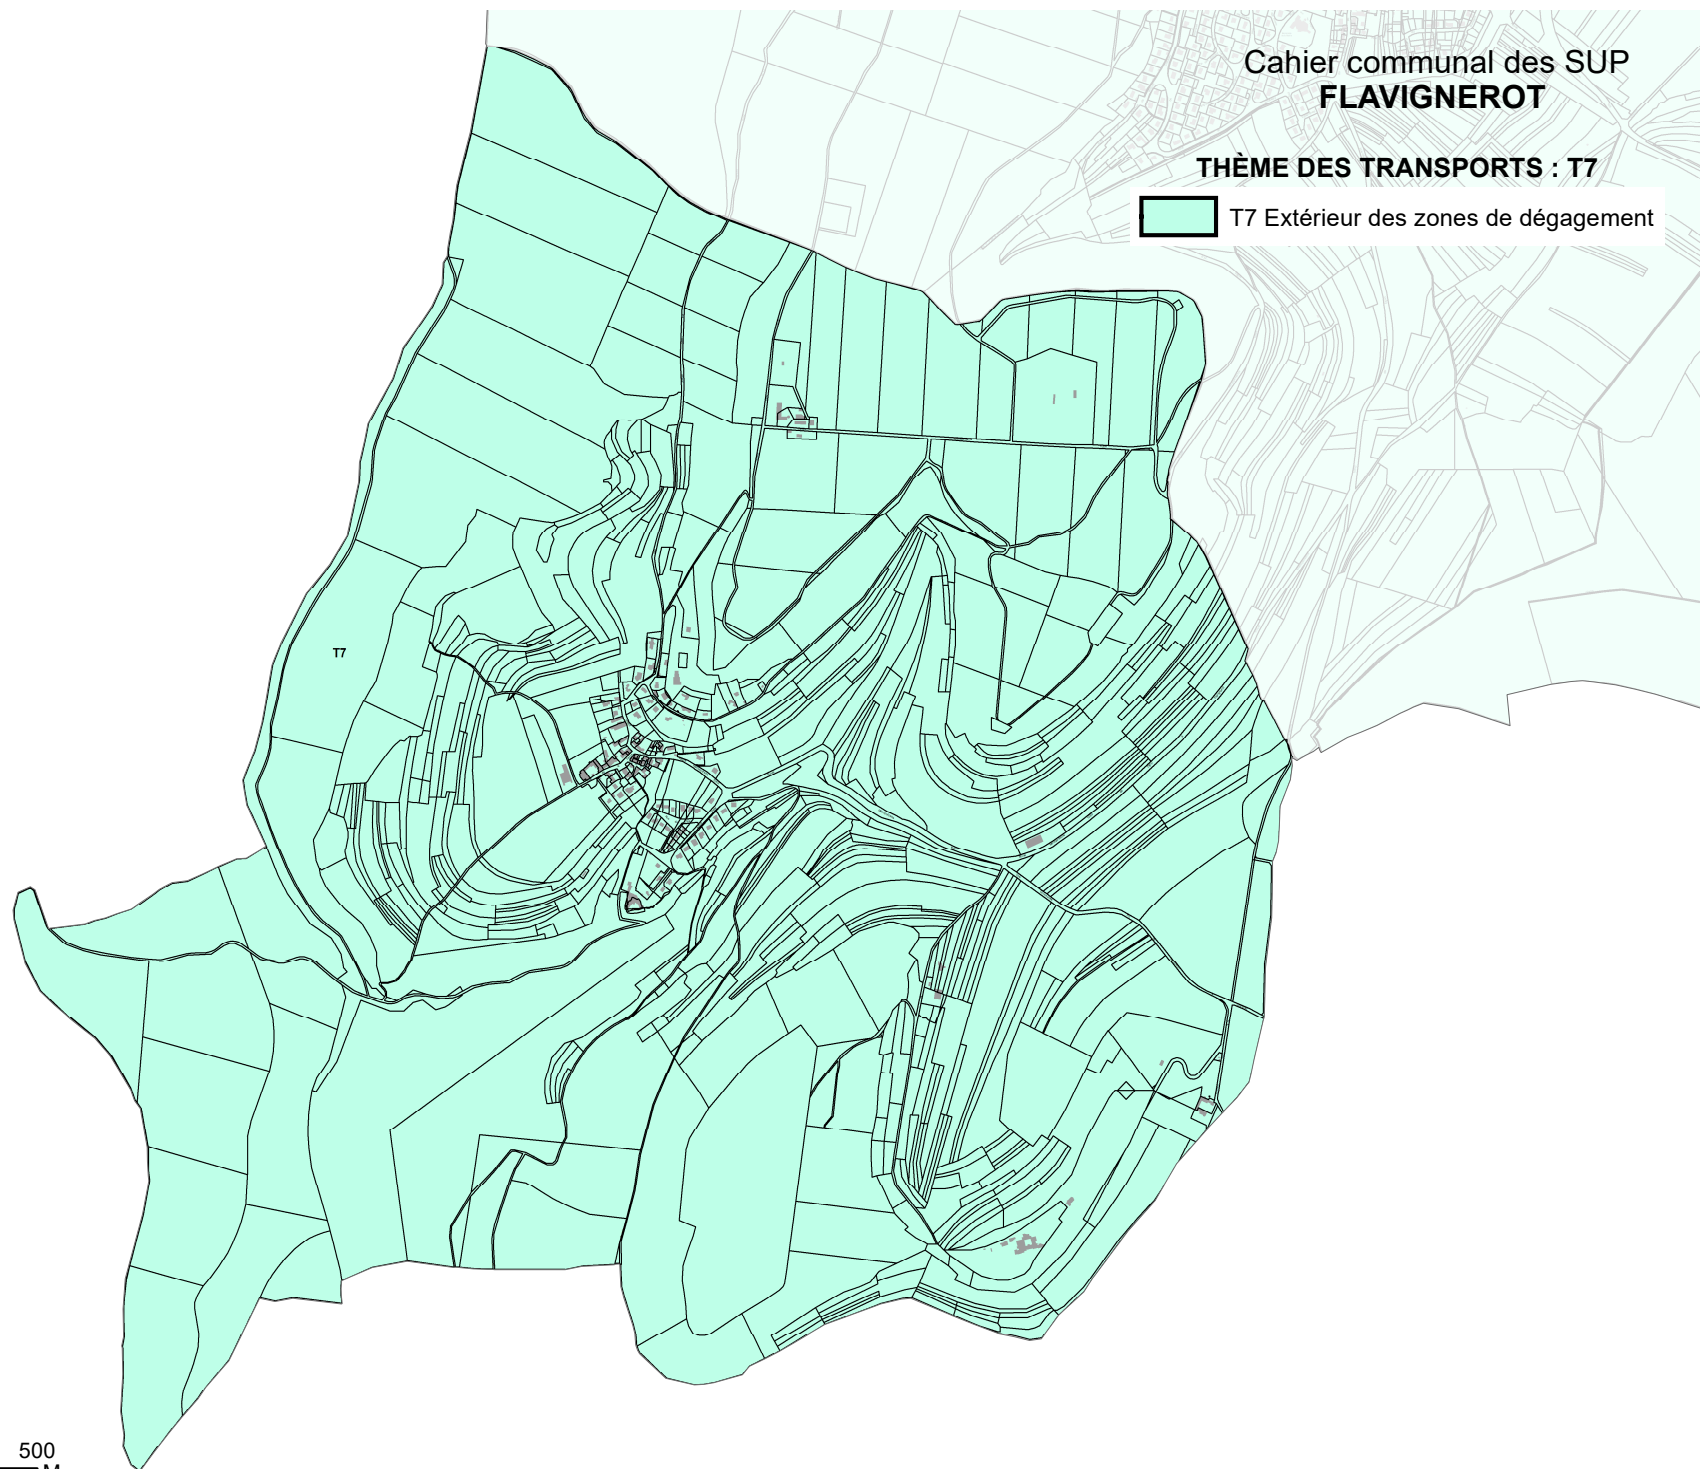 Cahier communal des SUP
FLAVIGNEROT
THÈME DES TRANSPORTS : T7
T7 Extérieur des zones de dégagement
T7
500
M